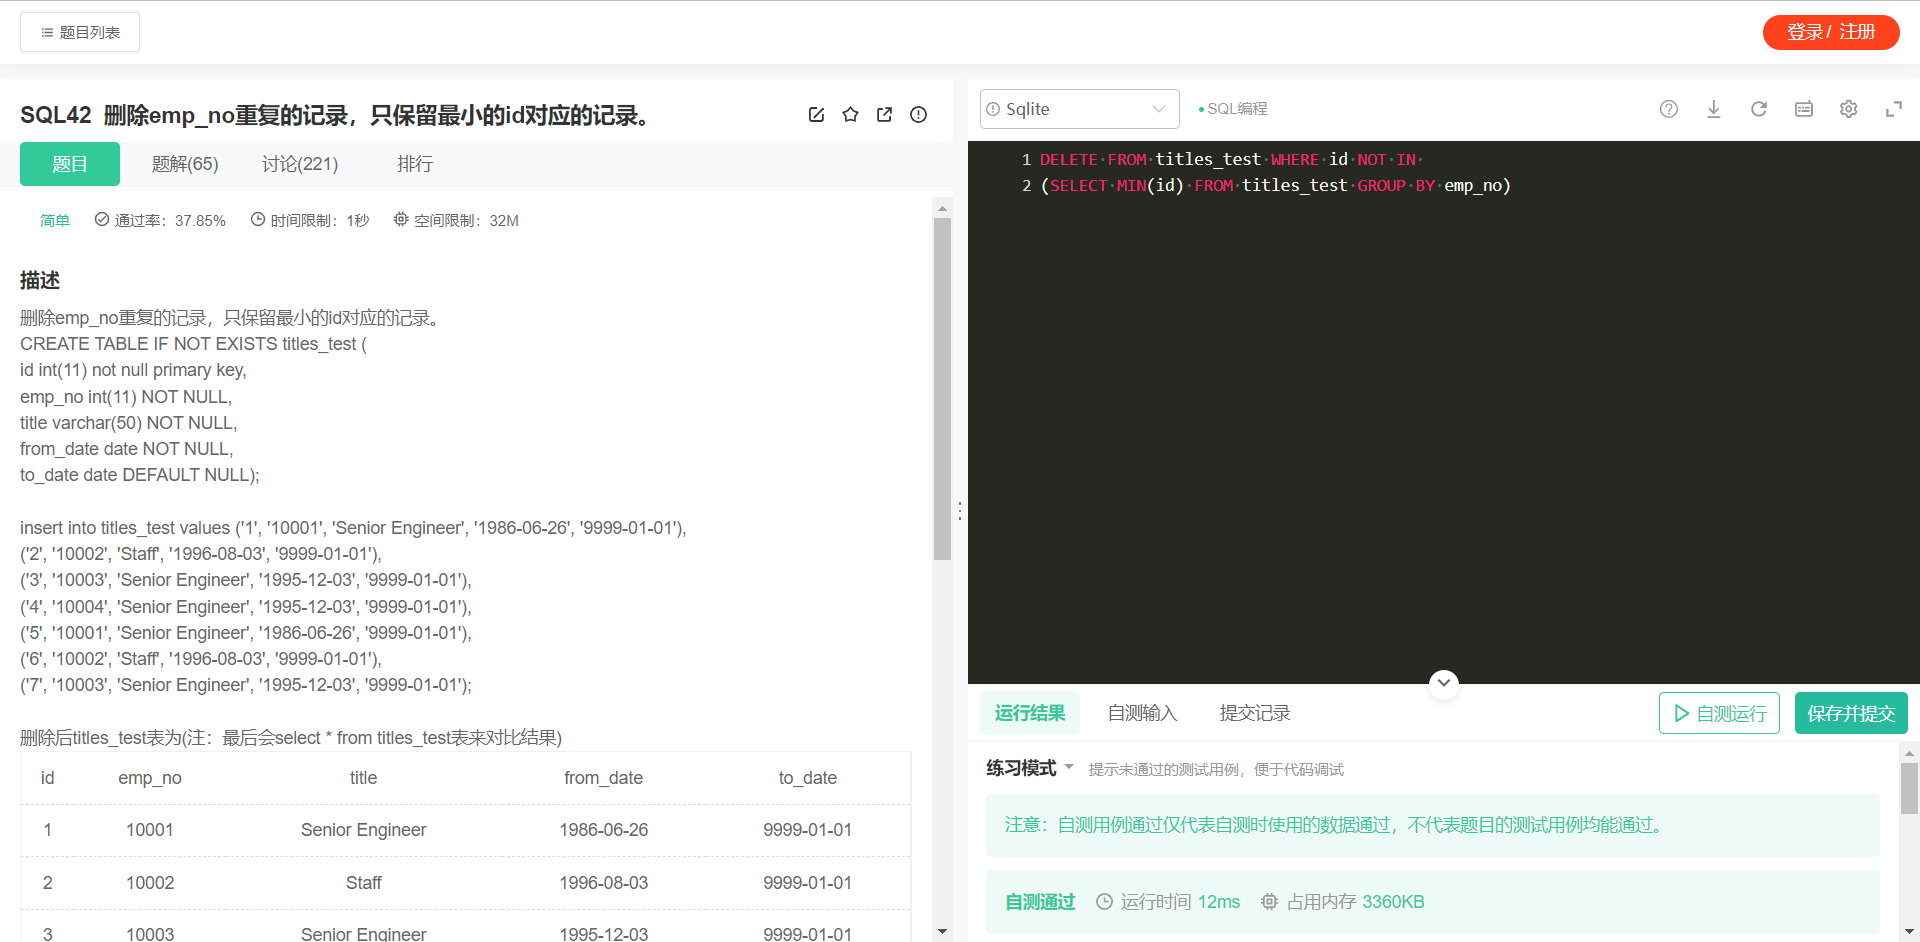 题目列表
登录/ 注册
SQL42 删除emp_no重复的记录，只保留最小的id对应的记录。
题目 题解(65) 讨论(221) 排行
简单 通过率：37.85% 时间限制：1秒 空间限制：32M
描述
删除emp_no重复的记录，只保留最小的id对应的记录。
CREATE TABLE IF NOT EXISTS titles_test (
id int(11) not null primary key,
emp_no int(11) NOT NULL,
title varchar(50) NOT NULL,
from_date date NOT NULL,
to_date date DEFAULT NULL);
insert into titles_test values ('1', '10001', 'Senior Engineer', '1986-06-26', '9999-01-01'),
('2', '10002', 'Staff', '1996-08-03', '9999-01-01'),
('3', '10003', 'Senior Engineer', '1995-12-03', '9999-01-01'),
('4', '10004', 'Senior Engineer', '1995-12-03', '9999-01-01'),
('5', '10001', 'Senior Engineer', '1986-06-26', '9999-01-01'),
('6', '10002', 'Staff', '1996-08-03', '9999-01-01'),
('7', '10003', 'Senior Engineer', '1995-12-03', '9999-01-01');
删除后titles_test表为(注：最后会select * from titles_test表来对比结果)
id emp_no title from_date to_date
1 10001 Senior Engineer 1986-06-26 9999-01-01
2 10002 Staff 1996-08-03 9999-01-01
3 10003 Senior Engineer 1995-12-03 9999-01-01
Sqlite SQL编程
1 DELETE FROM titles_test WHERE id NOT IN
2 (SELECT MIN(id) FROM titles_test GROUP BY emp_no)
运行结果 自测输入 提交记录 自测运行 保存并提交
练习模式 提示未通过的测试用例，便于代码调试
注意：自测用例通过仅代表自测时使用的数据通过，不代表题目的测试用例均能通过。
自测通过 运行时间 12ms 占用内存 3360KB